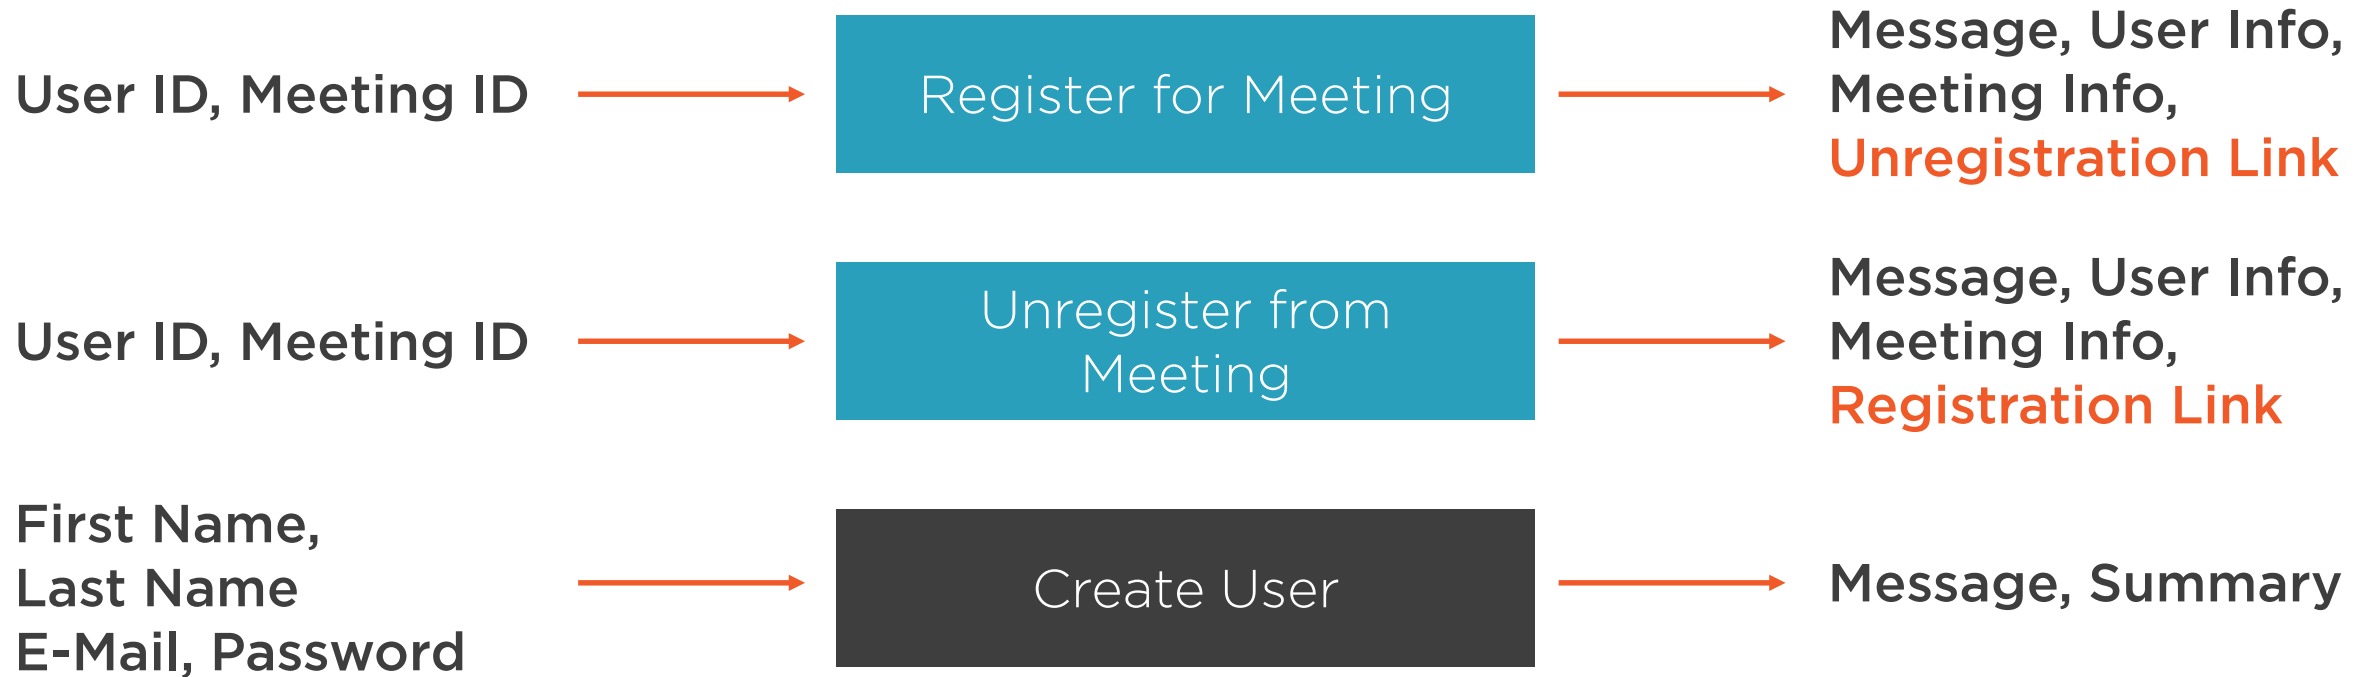 User ID, Meeting ID
Register for Meeting
Message, User Info,
Meeting Info,
Unregistration Link
User ID, Meeting ID
Unregister from
Meeting
Message, User Info,
Meeting Info,
Registration Link
First Name,
Last Name
E-Mail, Password
Create User
Message, Summary